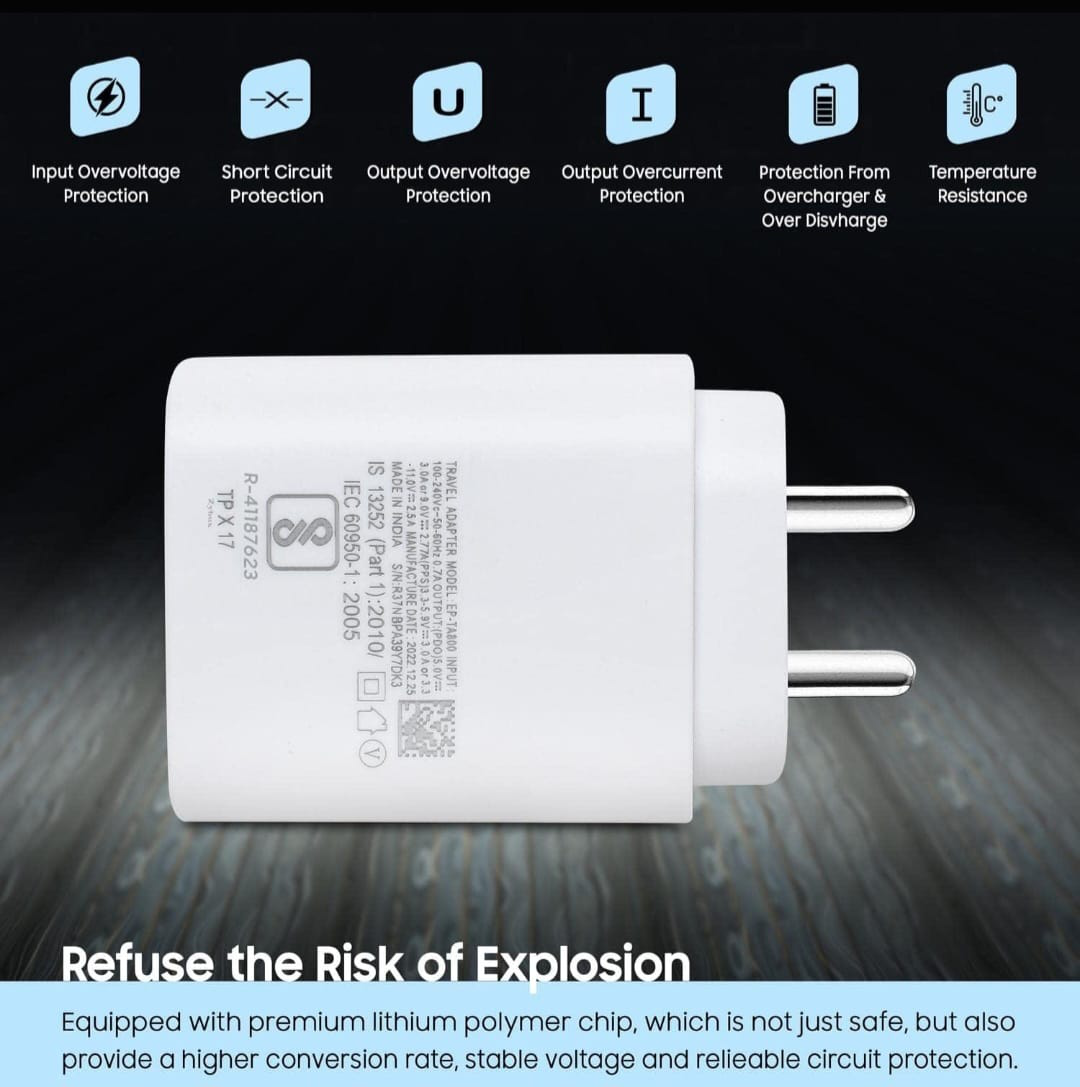 Input Overvoltage
Protection
-X-
Short Circuit
Protection
U
Output Overvoltage
Protection
I
Output Overcurrent
Protection
Protection From
Overcharger &
Over Disvharge
C°
Temperature
Resistance
TRAVEL ADAPTER MODEL : EP-TA800 INPUT :
100-240V~50-60Hz 0.7A OUTPUT:(PDO)5.0V⎓
3.0A or 9.0V⎓2.77A(PPS)3.3-5.9V⎓3.0A or 3.3
-11.0V⎓2.5A MANUFACTURE DATE : 2022.12.25
MADE IN INDIA S/N:R37NBPA39Y7DK3
IS 13252 (Part 1):2010/
IEC 60950-1: 2005
V
R-41187623
TP X 17
Refuse the Risk of Explosion
Equipped with premium lithium polymer chip, which is not just safe, but also
provide a higher conversion rate, stable voltage and relieable circuit protection.